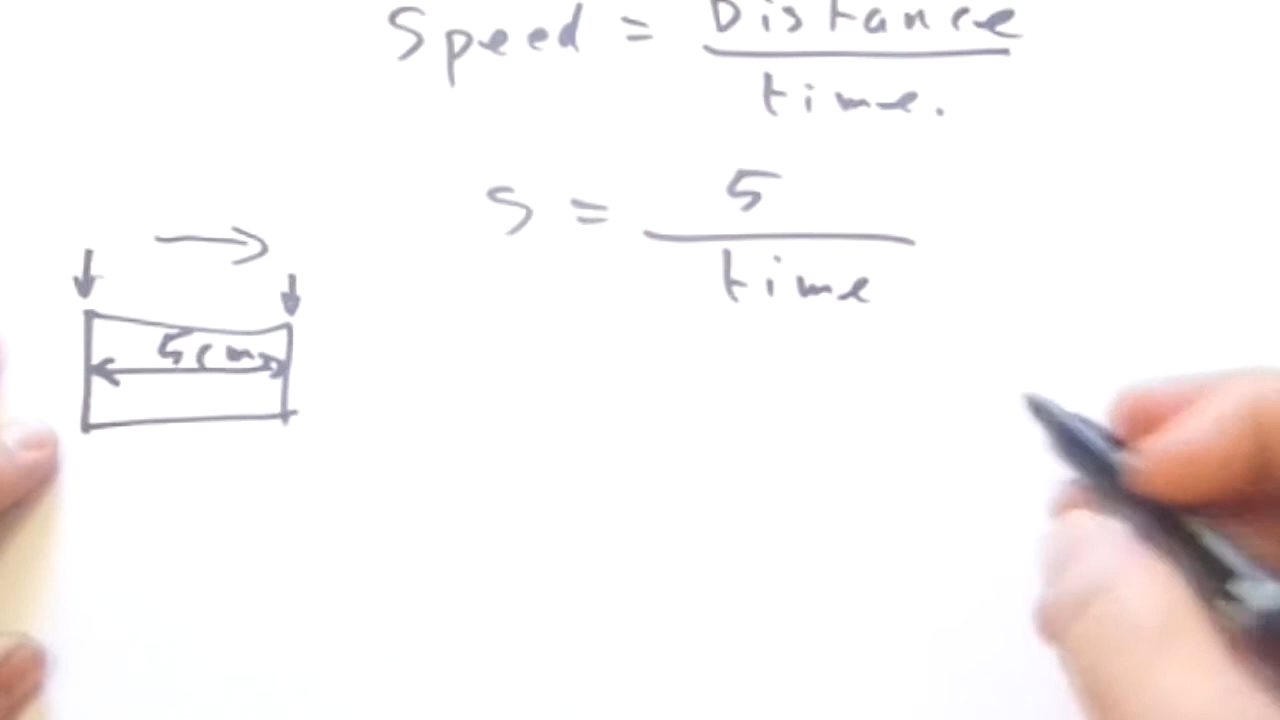 Speed = Distance
time.
S = 5
time
5cm